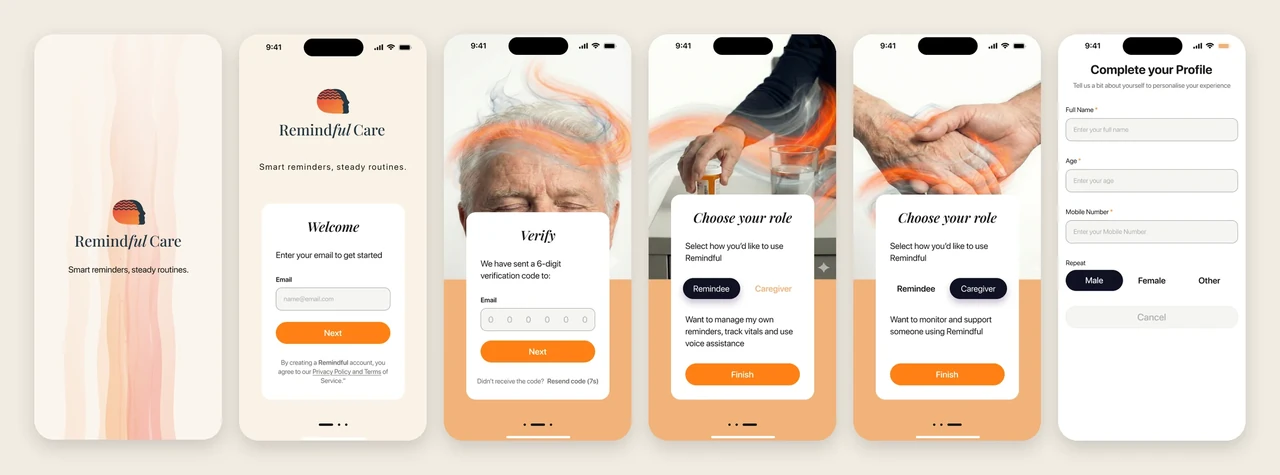 Remindful Care
Smart reminders, steady routines.
9:41
Remindful Care
Smart reminders, steady routines.
Welcome
Enter your email to get started
Email
name@email.com
Next
By creating a Remindful account, you
agree to our Privacy Policy and Terms of
Service."
9:41
Verify
We have sent a 6-digit
verification code to:
Email
0 0 0 0 0 0
Next
Didn't receive the code? Resend code (7s)
9:41
Choose your role
Select how you'd like to use
Remindful
Remindee Caregiver
Want to manage my own
reminders, track vitals and use
voice assistance
Finish
9:41
Choose your role
Select how you'd like to use
Remindful
Remindee Caregiver
Want to monitor and support
someone using Remindful
Finish
9:41
Complete your Profile
Tell us a bit about yourself to personalise your experience
Full Name *
Enter your full name
Age *
Enter your age
Mobile Number *
Enter your Mobile Number
Repeat
Male Female Other
Cancel